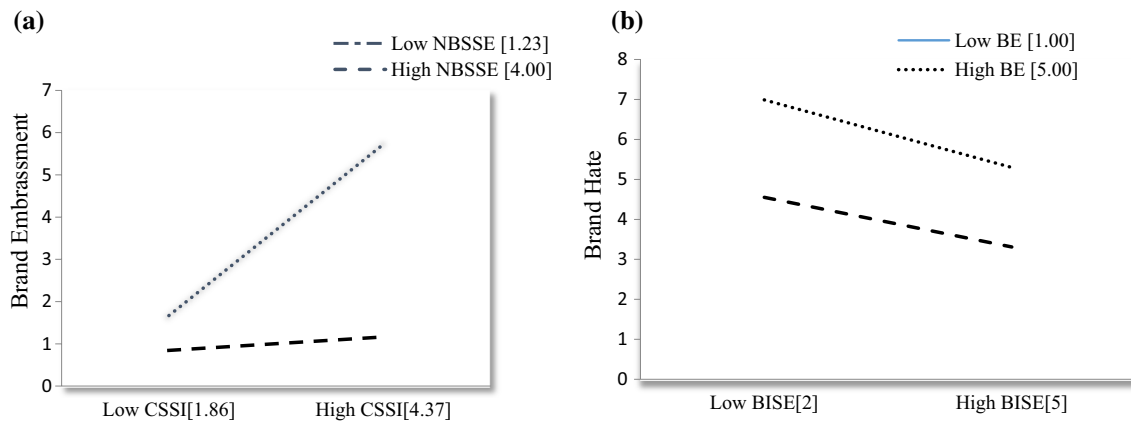 (a)
Low NBSSE [1.23]
High NBSSE [4.00]
7
6
5
4
3
2
1
0
Brand Embrassment
Low CSSI[1.86] High CSSI[4.37]
(b)
Low BE [1.00]
High BE [5.00]
8
7
6
5
4
3
2
1
0
Brand Hate
Low BISE[2] High BISE[5]